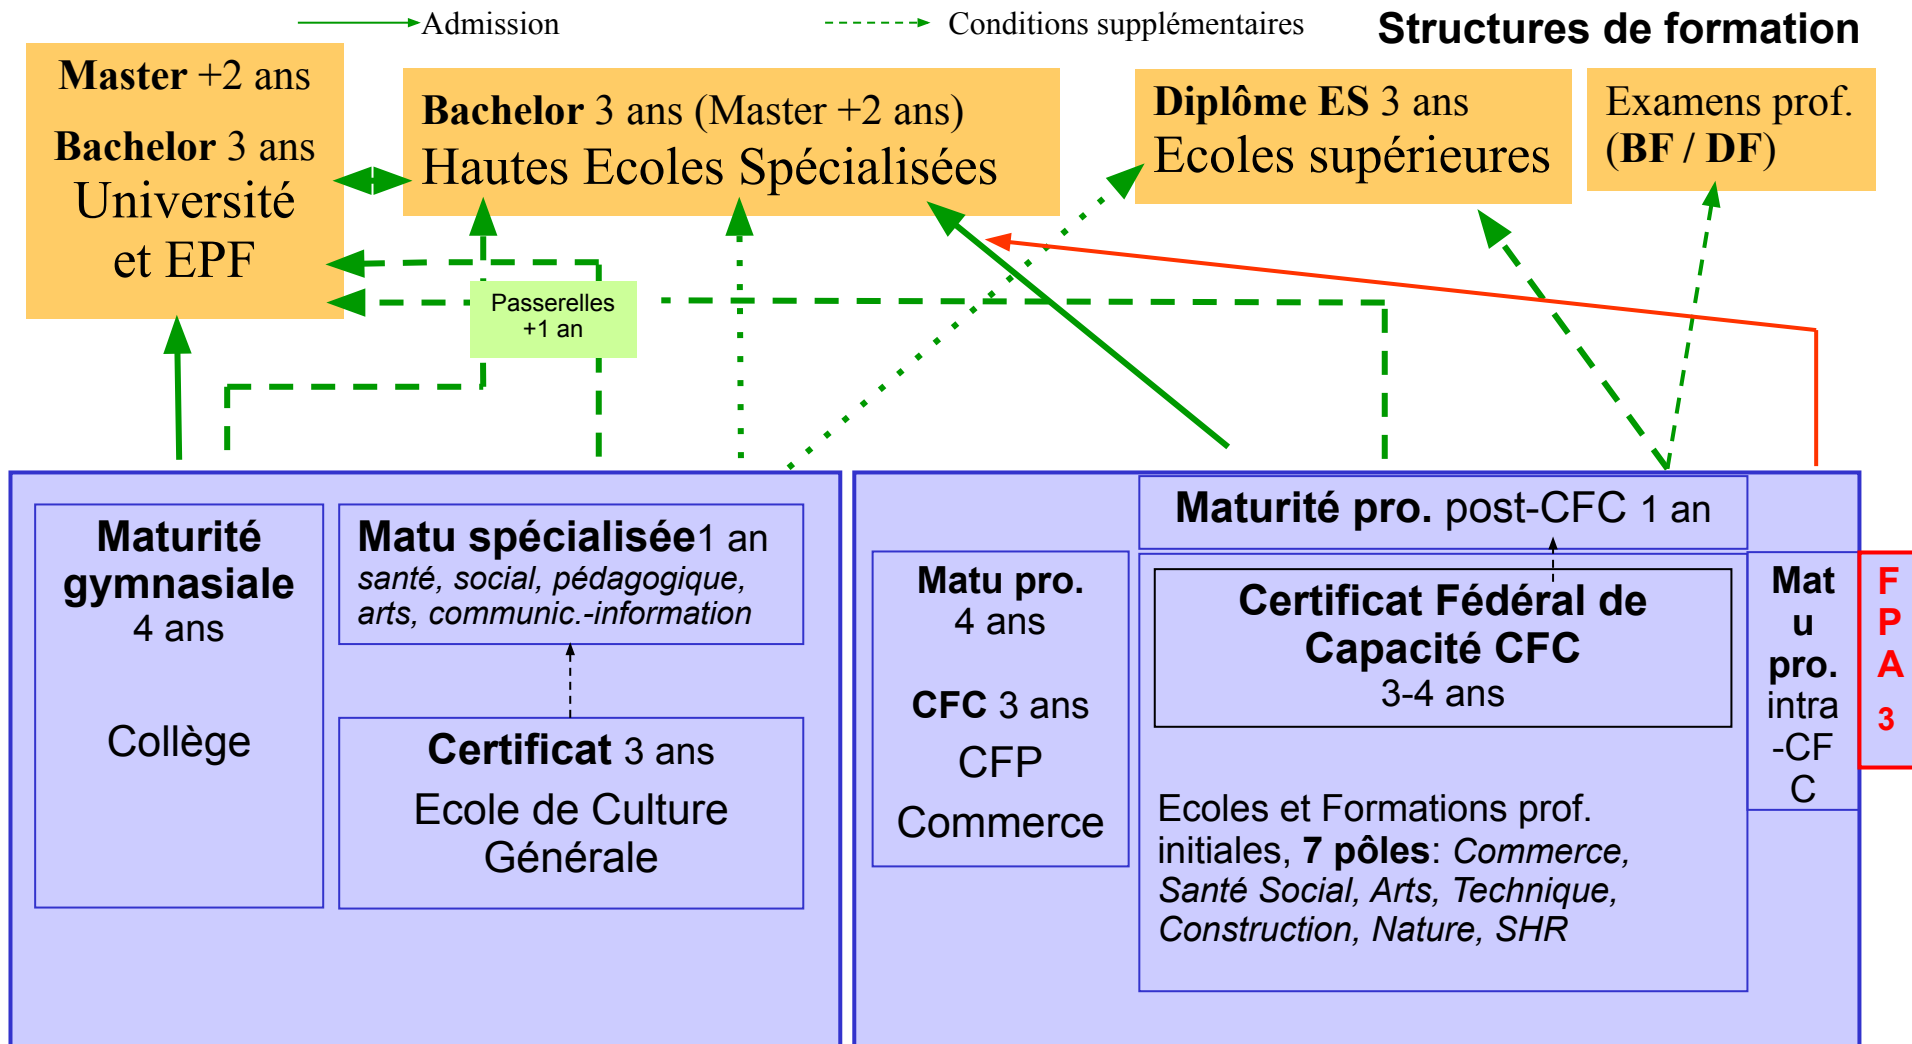 Admission
Conditions supplémentaires
Structures de formation
Master +2 ans
Bachelor 3 ans
Université
et EPF
Bachelor 3 ans (Master +2 ans)
Hautes Ecoles Spécialisées
Diplôme ES 3 ans
Ecoles supérieures
Examens prof.
(BF / DF)
Passerelles
+1 an
Maturité
gymnasiale
4 ans
Collège
Matu spécialisée1 an
santé, social, pédagogique,
arts, communic.-information
Certificat 3 ans
Ecole de Culture
Générale
Matu pro.
4 ans
CFC 3 ans
CFP
Commerce
Maturité pro. post-CFC 1 an
Certificat Fédéral de
Capacité CFC
3-4 ans
Ecoles et Formations prof.
initiales, 7 pôles: Commerce,
Santé Social, Arts, Technique,
Construction, Nature, SHR
Mat
u
pro.
intra
-CF
C
F
P
A
3